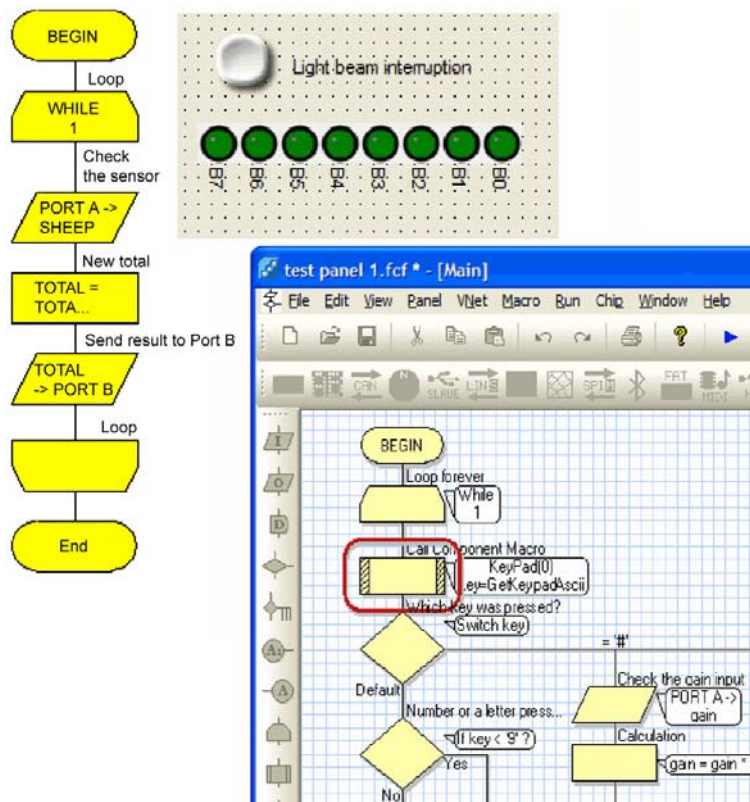 BEGIN
Loop
WHILE
1
Check
the sensor
PORT A ->
SHEEP
New total
TOTAL =
TOTA...
Send result to Port B
TOTAL
-> PORT B
Loop
End
Light beam interruption
B7 B6 B5 B4 B3 B2 B1 B0
test panel 1.fcf * - [Main]
File Edit View Panel VNet Macro Run Chip Window Help
CAN N SLAVE LIN SPI FAT MIDI
I
O
D
A:
A
BEGIN
Loop forever
While
1
Call Component Macro
KeyPad(0)
key=GetKeypadAscii
Which key was pressed?
Switch key)
= '#'
Default
Check the gain input
PORT A ->
gain
Number or a letter press...
If key < '9' ?)
Yes
Calculation
gain = gain *
No